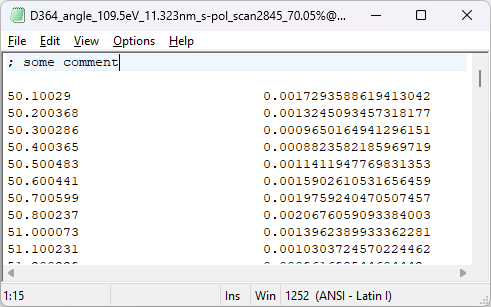 D364_angle_109.5eV_11.323nm_s-pol_scan2845_70.05%@...
File Edit View Options Help
; some comment
50.10029 0.0017293588619413042
50.200368 0.0013245093457318177
50.300286 0.0009650164941296151
50.400365 0.0008823582185969719
50.500483 0.0011411947769831353
50.600441 0.0015902610531656459
50.700599 0.0019759240470507457
50.800237 0.0020676059093384003
51.000073 0.0013962389933362281
51.100231 0.0010303724570224462
1:15 Ins Win 1252 (ANSI - Latin I)